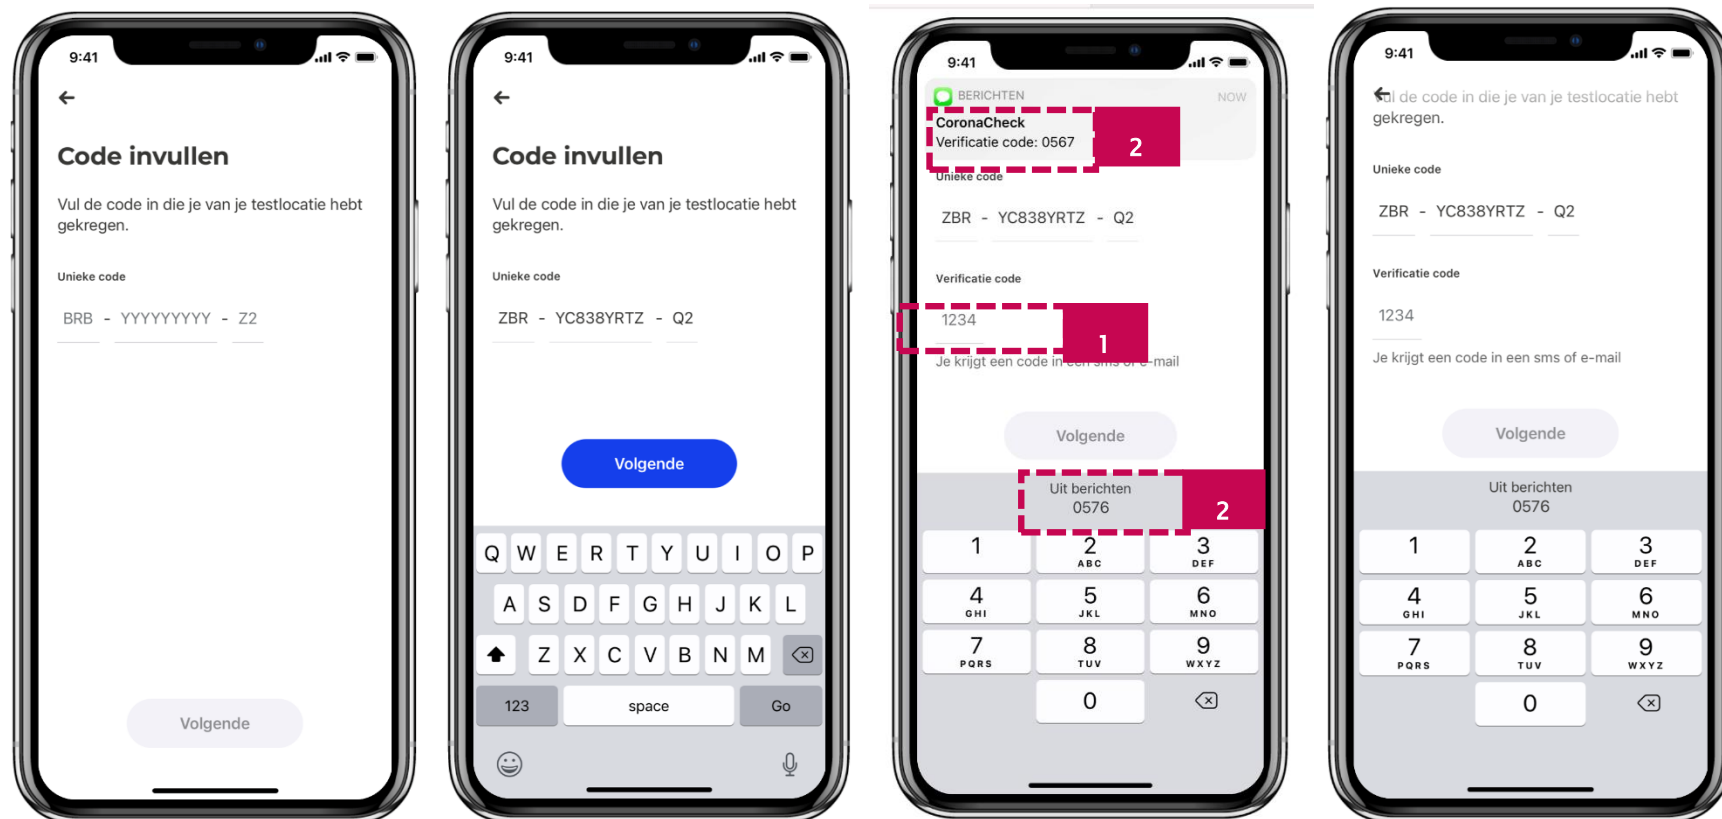 9:41
Code invullen
Vul de code in die je van je testlocatie hebt
gekregen.
Unieke code
BRB - YYYYYYYYY - Z2
Volgende
9:41
Code invullen
Vul de code in die je van je testlocatie hebt
gekregen.
Unieke code
ZBR - YC838YRTZ - Q2
Volgende
Q W E R T Y U I O P
A S D F G H J K L
Z X C V B N M
123 space Go
9:41
BERICHTEN NOW
CoronaCheck
Verificatie code: 0567
2
Unieke code
ZBR - YC838YRTZ - Q2
Verificatie code
1234
1
Je krijgt een code in een sms of e-mail
Volgende
Uit berichten
0576
2
1 2 3
ABC DEF
4 5 6
GHI JKL MNO
7 8 9
PQRS TUV WXYZ
0
9:41
Vul de code in die je van je testlocatie hebt
gekregen.
Unieke code
ZBR - YC838YRTZ - Q2
Verificatie code
1234
Je krijgt een code in een sms of e-mail
Volgende
Uit berichten
0576
1 2 3
ABC DEF
4 5 6
GHI JKL MNO
7 8 9
PQRS TUV WXYZ
0